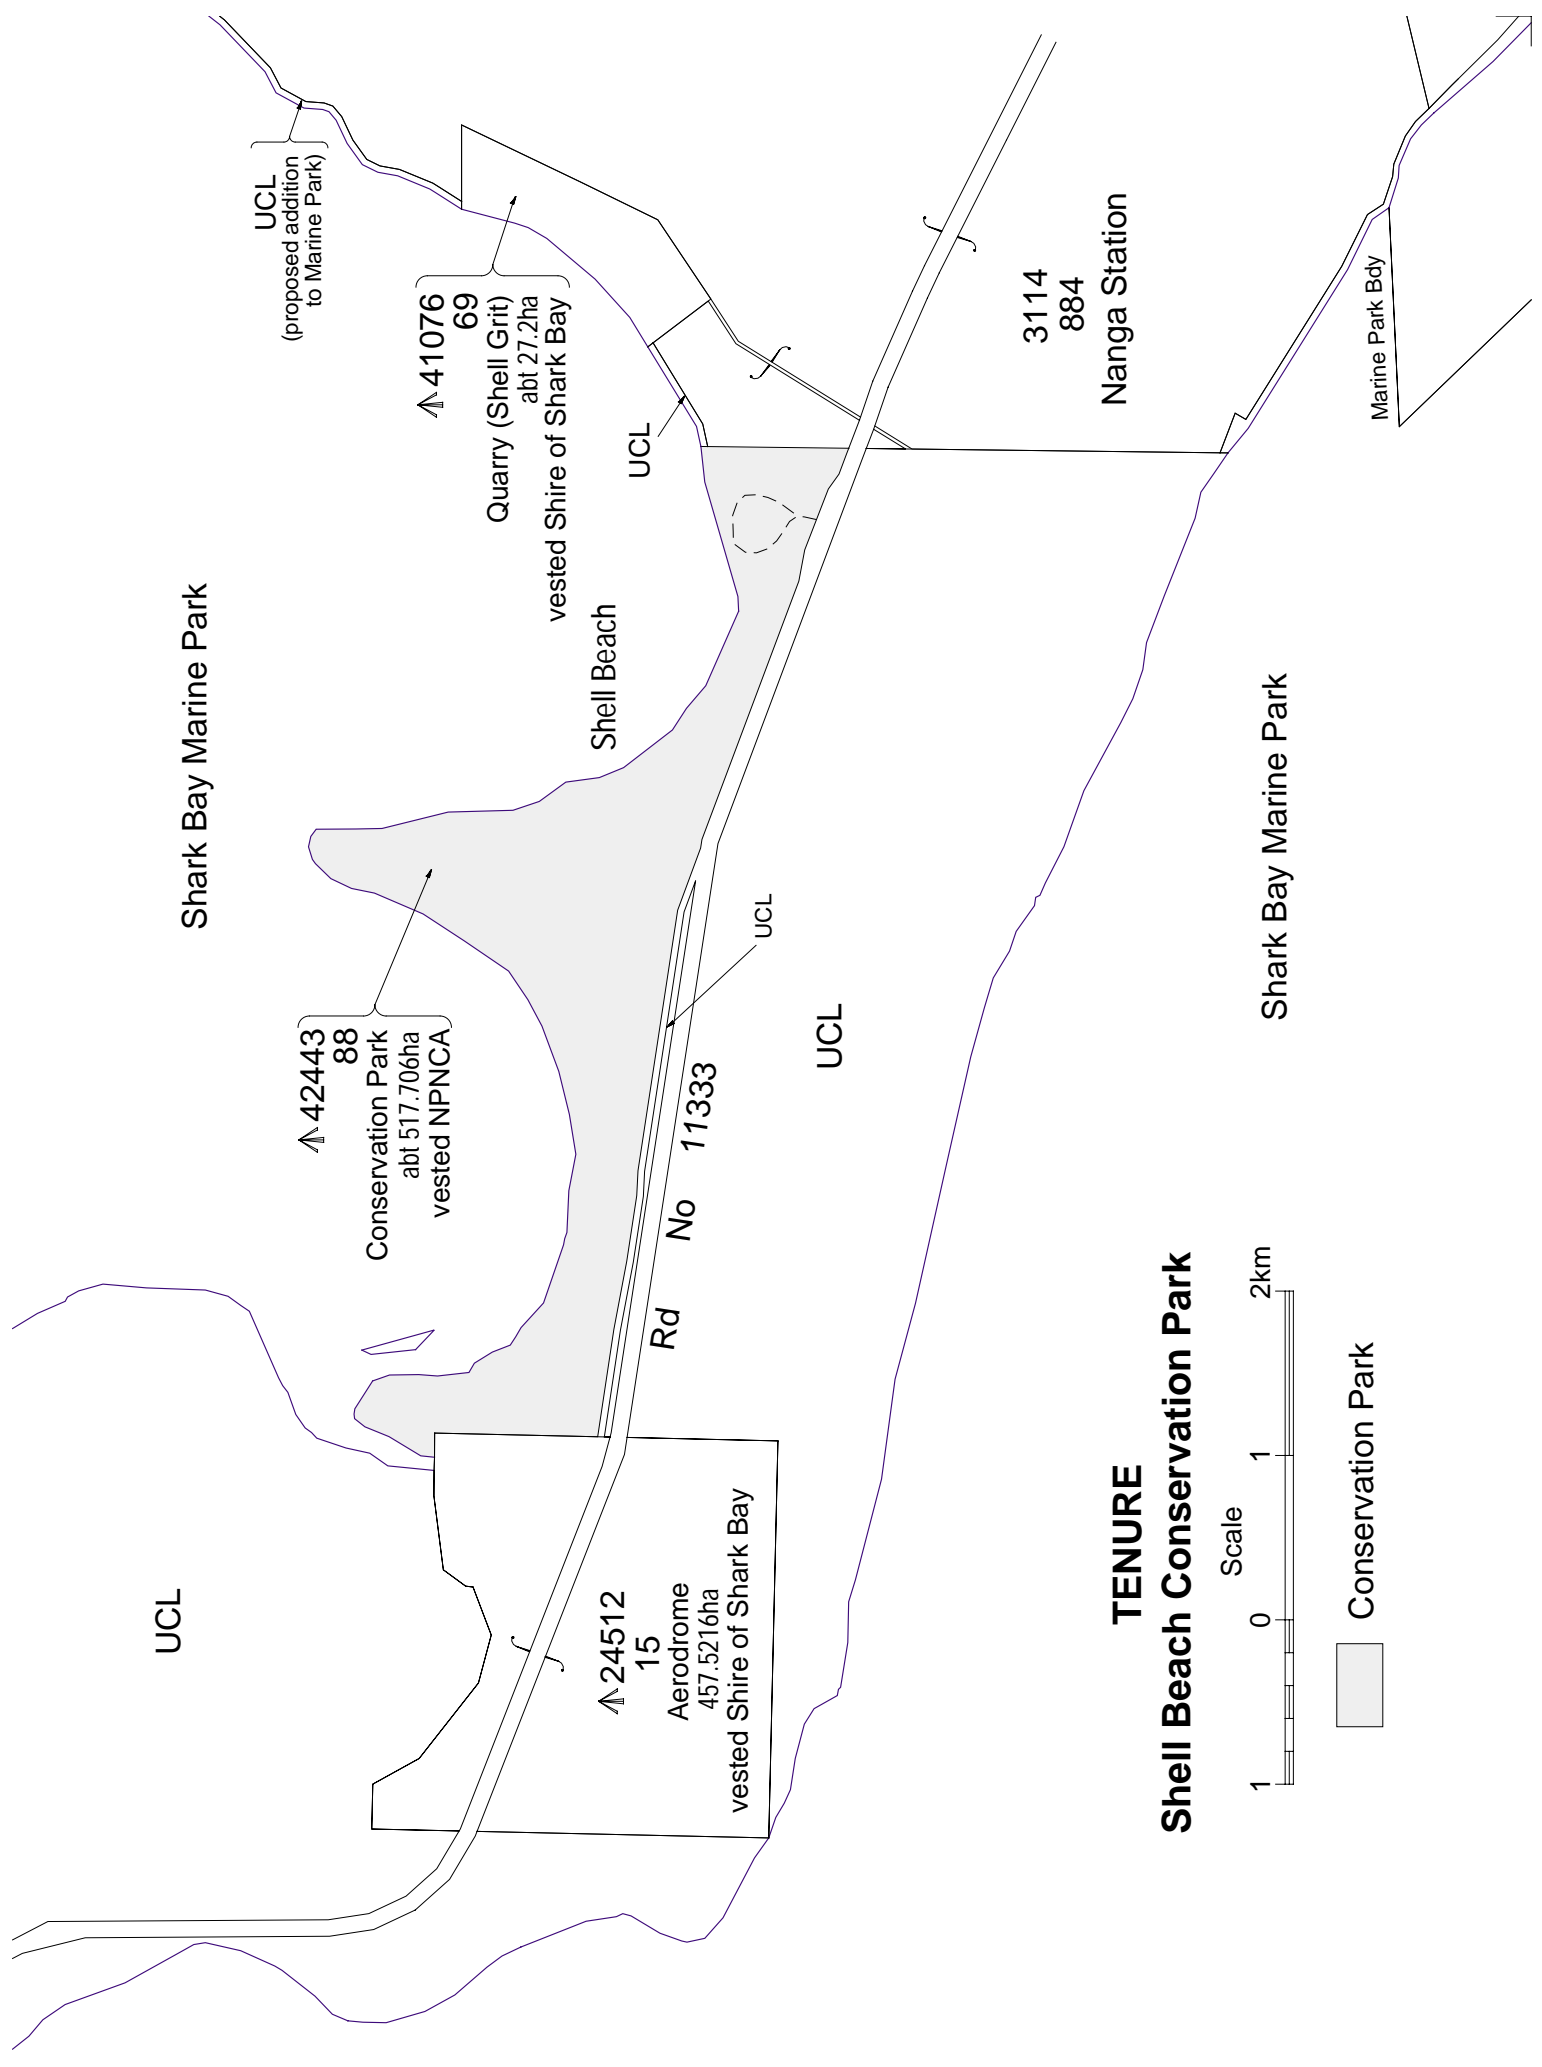 UCL
(proposed addition
to Marine Park)
41076
69
Quarry (Shell Grit)
abt 27.2ha
vested Shire of Shark Bay
Shark Bay Marine Park
UCL
Shell Beach
42443
88
Conservation Park
abt 517.706ha
vested NPNCA
3114
884
Nanga Station
Marine Park Bdy
UCL
Rd No 11333
UCL
Shark Bay Marine Park
UCL
24512
15
Aerodrome
457.5216ha
vested Shire of Shark Bay
TENURE
Shell Beach Conservation Park
Scale
1 0 1 2km
Conservation Park